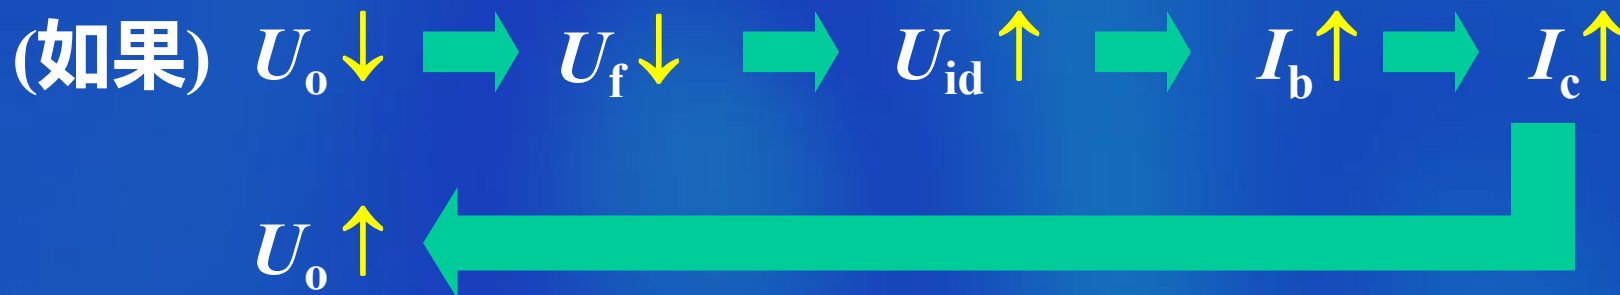 (如果) Uo↓ Uf↓ Uid↑ Ib↑ Ic↑
Uo↑